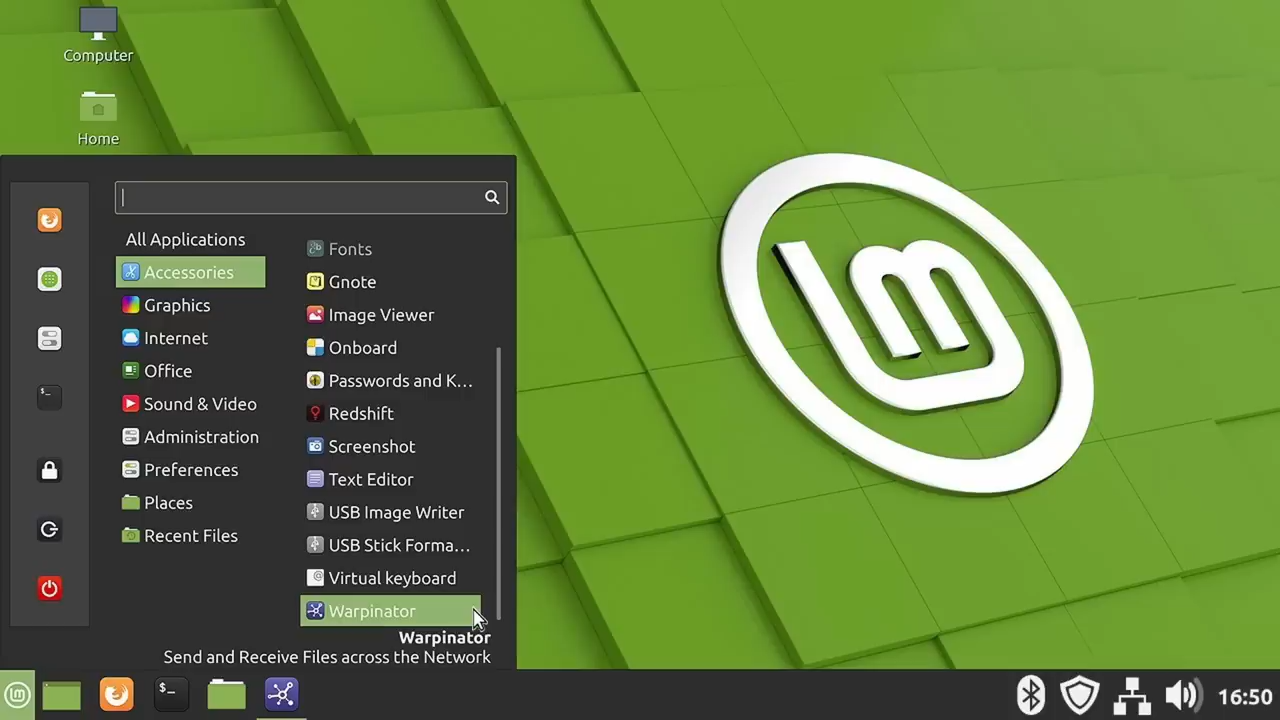 Computer
Home
All Applications
Accessories
Graphics
Internet
Office
Sound & Video
Administration
Preferences
Places
Recent Files
Fonts
Gnote
Image Viewer
Onboard
Passwords and K...
Redshift
Screenshot
Text Editor
USB Image Writer
USB Stick Forma...
Virtual keyboard
Warpinator
Warpinator
Send and Receive Files across the Network
16:50